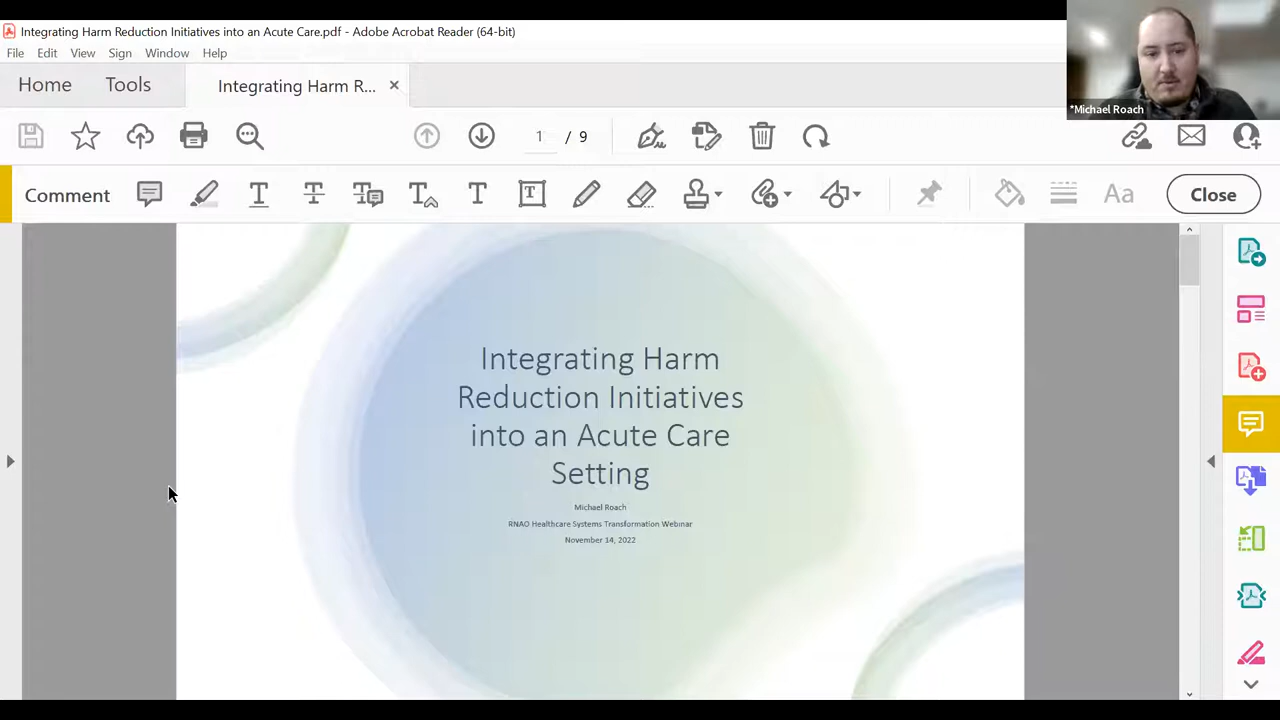 Integrating Harm Reduction Initiatives into an Acute Care.pdf - Adobe Acrobat Reader (64-bit)
File Edit View Sign Window Help
Home Tools Integrating Harm R... ×
1 / 9
Comment T T T T T T Aa Close
*Michael Roach
Integrating Harm
Reduction Initiatives
into an Acute Care
Setting
Michael Roach
RNAO Healthcare Systems Transformation Webinar
November 14, 2022